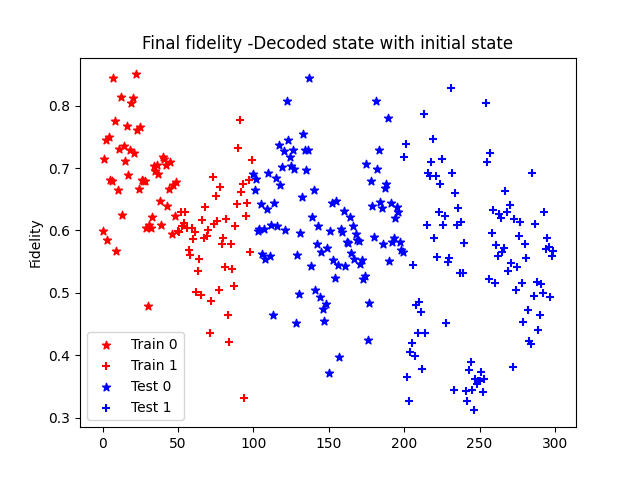 Final fidelity -Decoded state with initial state
0.8
0.7
0.6
0.5
0.4
0.3
Fidelity
Train 0
Train 1
Test 0
Test 1
0 50 100 150 200 250 300